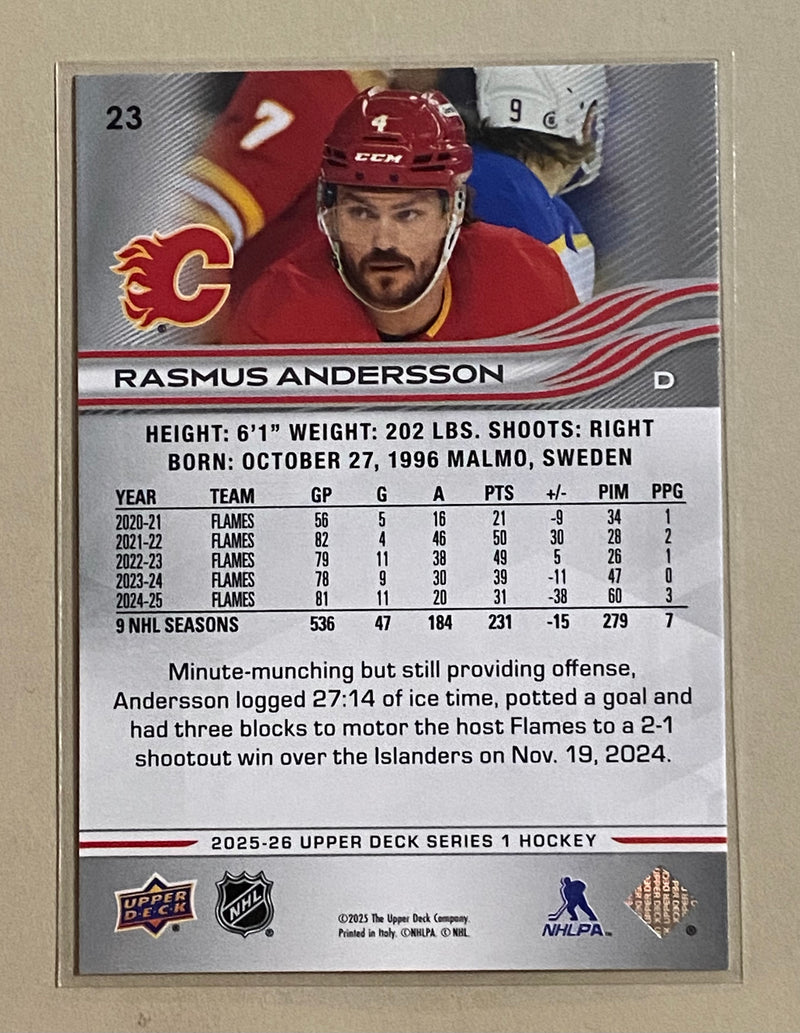 23
7
9
C
4
CCM
C
RASMUS ANDERSSON
D
HEIGHT: 6'1" WEIGHT: 202 LBS. SHOOTS: RIGHT
BORN: OCTOBER 27, 1996 MALMO, SWEDEN
YEAR TEAM GP G A PTS +/- PIM PPG
2020-21 FLAMES 56 5 16 21 -9 34 1
2021-22 FLAMES 82 4 46 50 30 28 2
2022-23 FLAMES 79 11 38 49 5 26 1
2023-24 FLAMES 78 9 30 39 -11 47 0
2024-25 FLAMES 81 11 20 31 -38 60 3
9 NHL SEASONS 536 47 184 231 -15 279 7
Minute-munching but still providing offense,
Andersson logged 27:14 of ice time, potted a goal and
had three blocks to motor the host Flames to a 2-1
shootout win over the Islanders on Nov. 19, 2024.
2025-26 UPPER DECK SERIES 1 HOCKEY
UPPER DECK ®
NHL ®
©2025 The Upper Deck Company.
Printed in Italy. ©NHLPA. © NHL.
NHLPA™
UPPER DECK ®